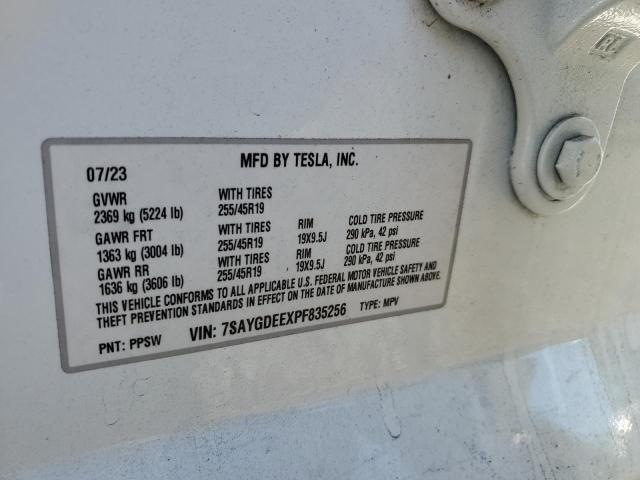 07/23 MFD BY TESLA, INC.
GVWR WITH TIRES
2369 kg (5224 lb) 255/45R19
GAWR FRT WITH TIRES RIM COLD TIRE PRESSURE
1363 kg (3004 lb) 255/45R19 19X9.5J 290 kPa, 42 psi
GAWR RR WITH TIRES RIM COLD TIRE PRESSURE
1636 kg (3606 lb) 255/45R19 19X9.5J 290 kPa, 42 psi
THIS VEHICLE CONFORMS TO ALL APPLICABLE U.S. FEDERAL MOTOR VEHICLE SAFETY AND
THEFT PREVENTION STANDARDS IN EFFECT ON THE DATE OF MANUFACTURE SHOWN ABOVE.
PNT: PPSW VIN: 7SAYGDEEXPF835256 TYPE: MPV